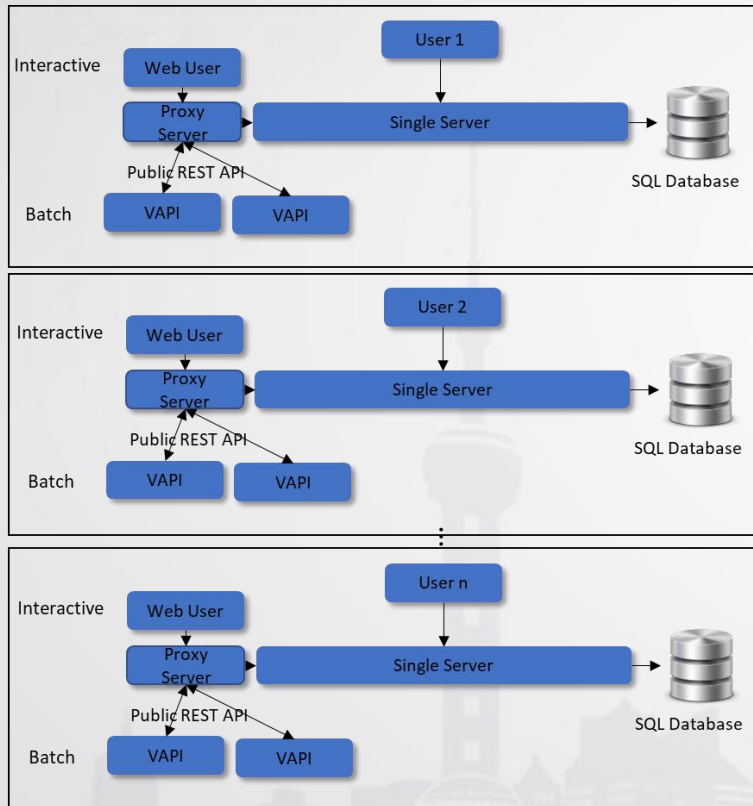 User 1
Interactive
Web User
Proxy
Server
Single Server
Public REST API
SQL Database
Batch
VAPI
VAPI
User 2
Interactive
Web User
Proxy
Server
Single Server
Public REST API
SQL Database
Batch
VAPI
VAPI
User n
Interactive
Web User
Proxy
Server
Single Server
Public REST API
SQL Database
Batch
VAPI
VAPI